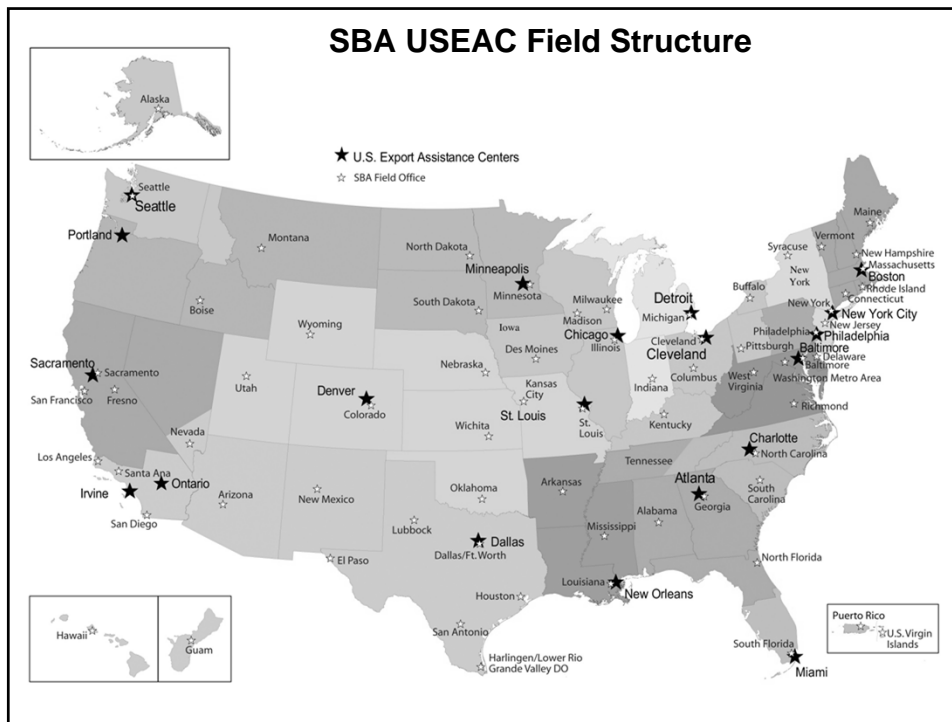 SBA USEAC Field Structure
Alaska
U.S. Export Assistance Centers
SBA Field Office
Seattle
Seattle
Portland
Montana
North Dakota
Minneapolis
Minnesota
South Dakota
Boise
Wyoming
Milwaukee
Madison
Iowa
Chicago
Illinois
Des Moines
Detroit
Michigan
Cleveland
Cleveland
Columbus
Indiana
Syracuse
New
York
Buffalo
Maine
Vermont
New Hampshire
Massachusetts
Boston
Rhode Island
Connecticut
New York
New York City
New Jersey
Philadelphia
Philadelphia
Pittsburgh
Baltimore
Baltimore
Delaware
Washington Metro Area
West
Virginia
Richmond
Sacramento
Sacramento
San Francisco
Fresno
Nevada
Utah
Denver
Colorado
Nebraska
Kansas
City
St. Louis
St.
Louis
Wichita
Kentucky
Tennessee
Charlotte
North Carolina
South
Carolina
Los Angeles
Santa Ana
Irvine
Ontario
San Diego
Arizona
New Mexico
Oklahoma
Arkansas
Atlanta
Georgia
Alabama
Mississippi
Lubbock
Dallas
Dallas/Ft.Worth
El Paso
Houston
San Antonio
Harlingen/Lower Rio
Grande Valley DO
Louisiana
New Orleans
North Florida
South Florida
Miami
Hawaii
Guam
Puerto Rico
U.S. Virgin
Islands